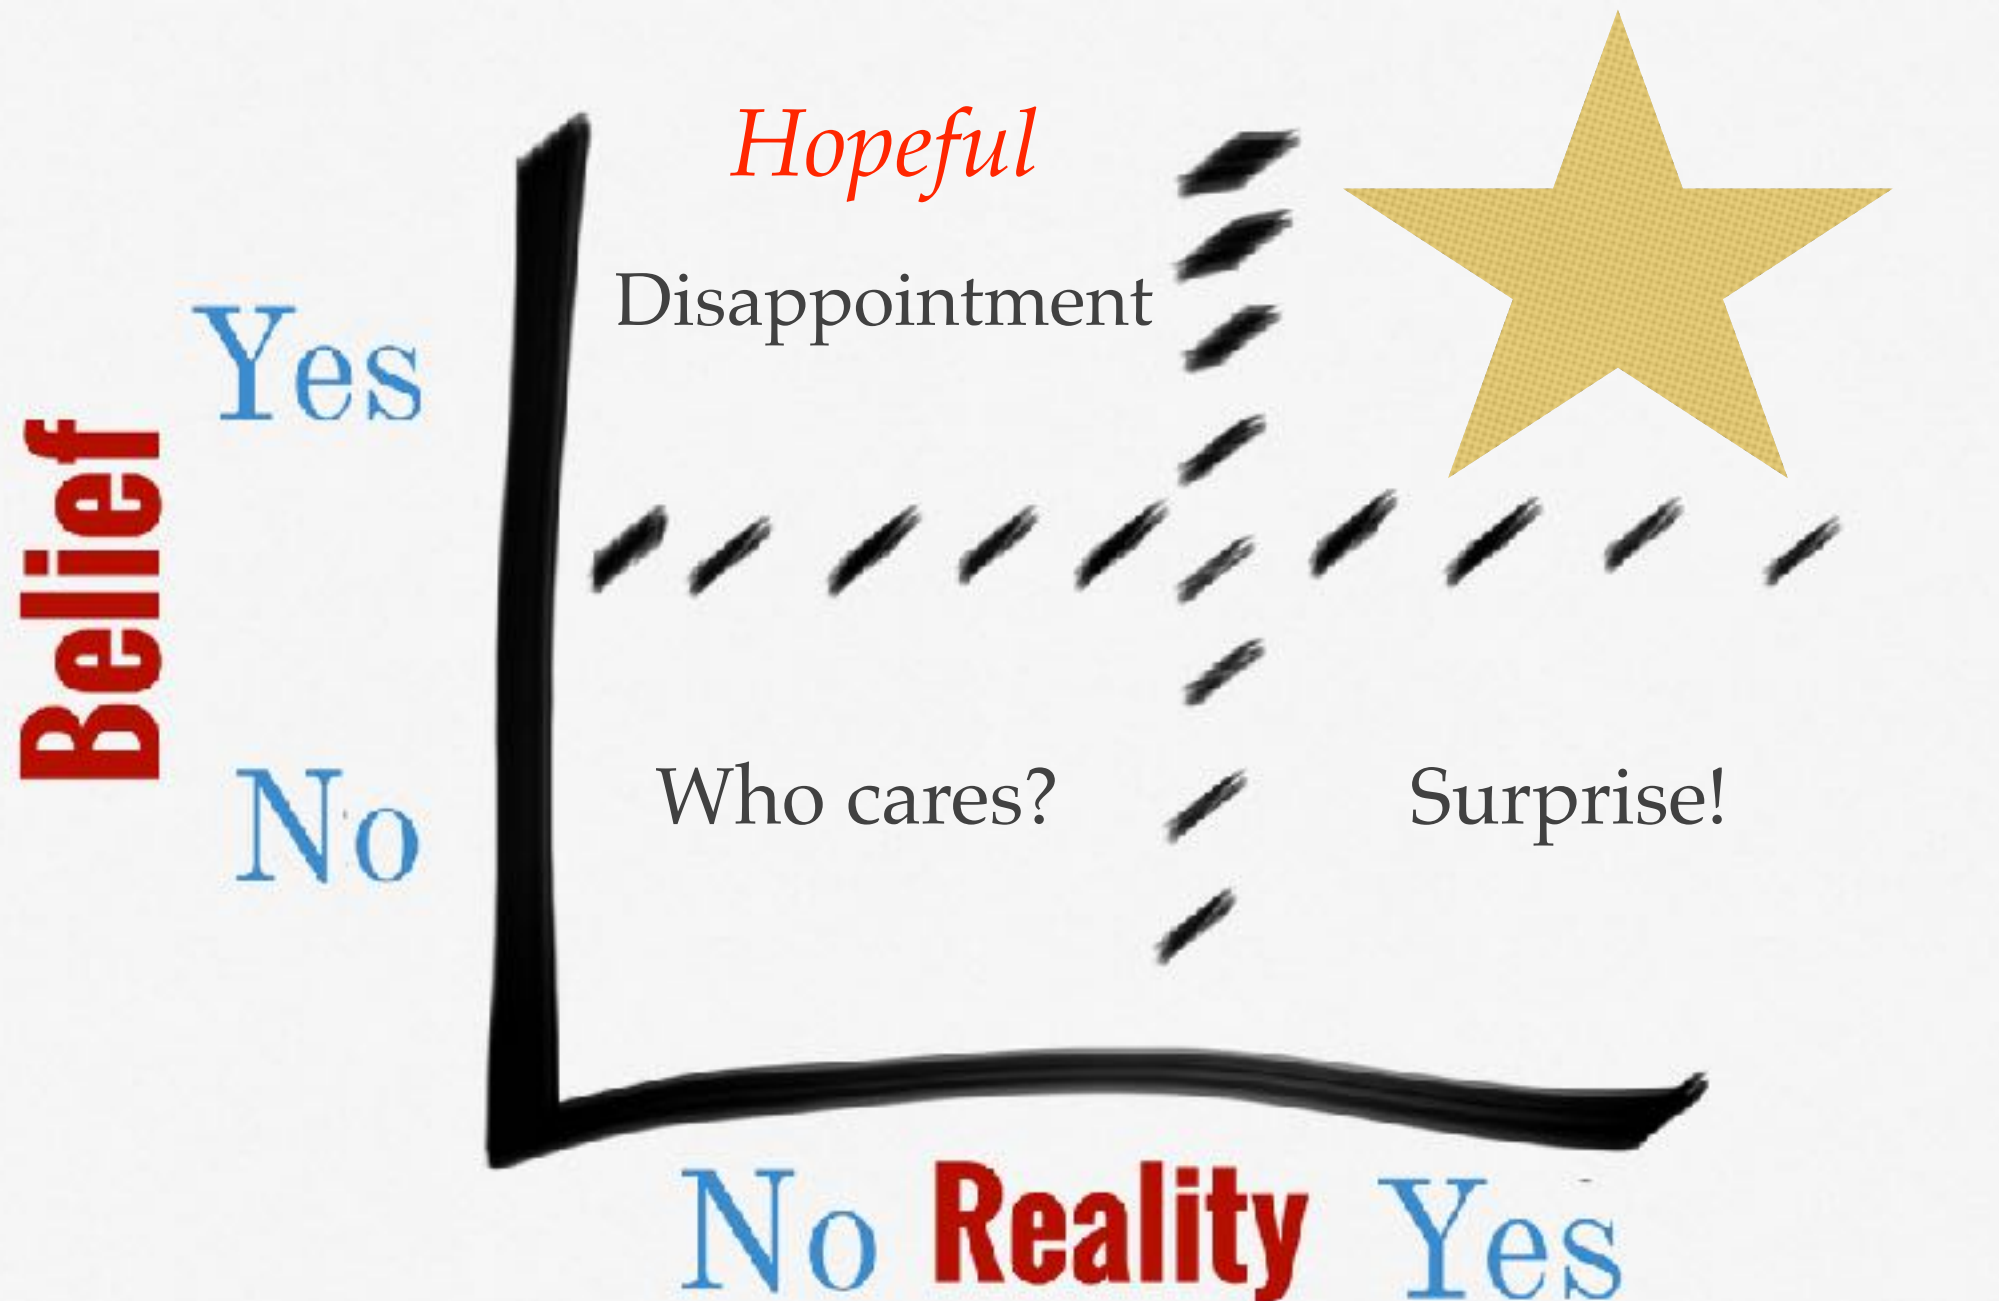 Hopeful
Disappointment
Yes
Belief
No
Who cares?
Surprise!
No Reality Yes